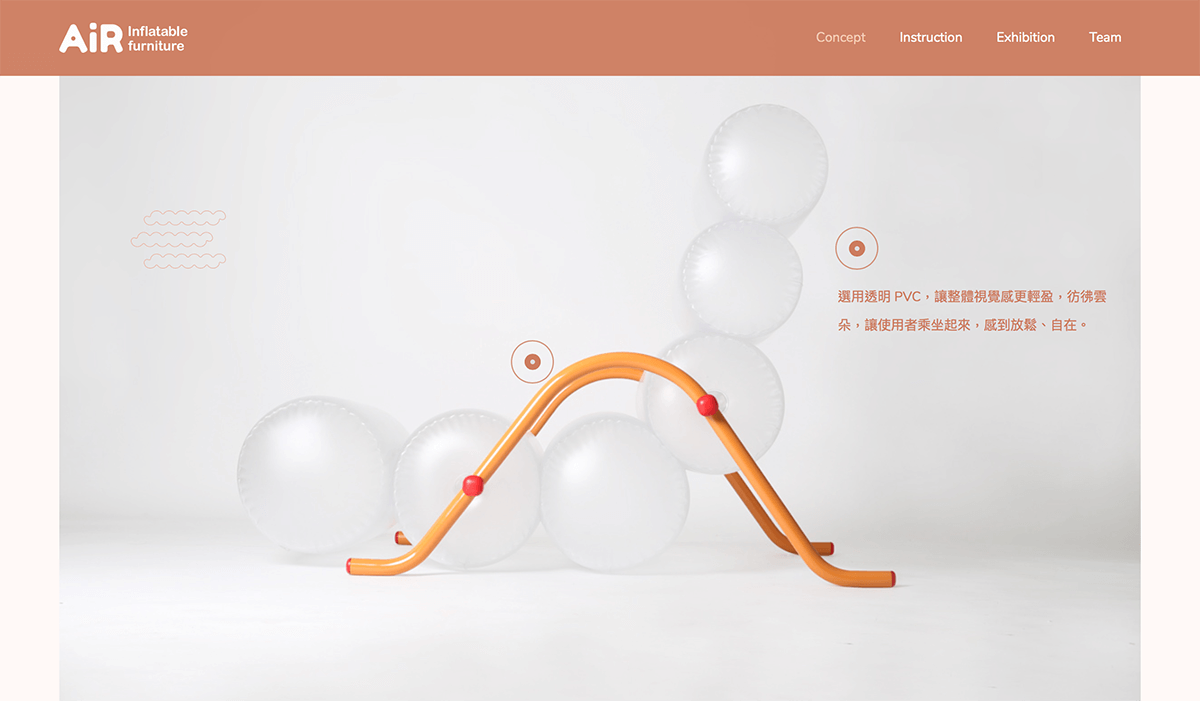 AiR
Inflatable
furniture
Concept
Instruction
Exhibition
Team
選用透明 PVC，讓整體視覺感更輕盈，彷彿雲
朵，讓使用者乘坐起來，感到放鬆、自在。